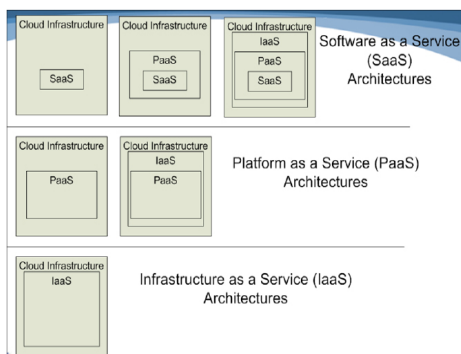 Cloud Infrastructure
SaaS
Cloud Infrastructure
PaaS
SaaS
Cloud Infrastructure
IaaS
PaaS
SaaS
Software as a Service
(SaaS)
Architectures
Cloud Infrastructure
PaaS
Cloud Infrastructure
IaaS
PaaS
Platform as a Service (PaaS)
Architectures
Cloud Infrastructure
IaaS
Infrastructure as a Service (IaaS)
Architectures